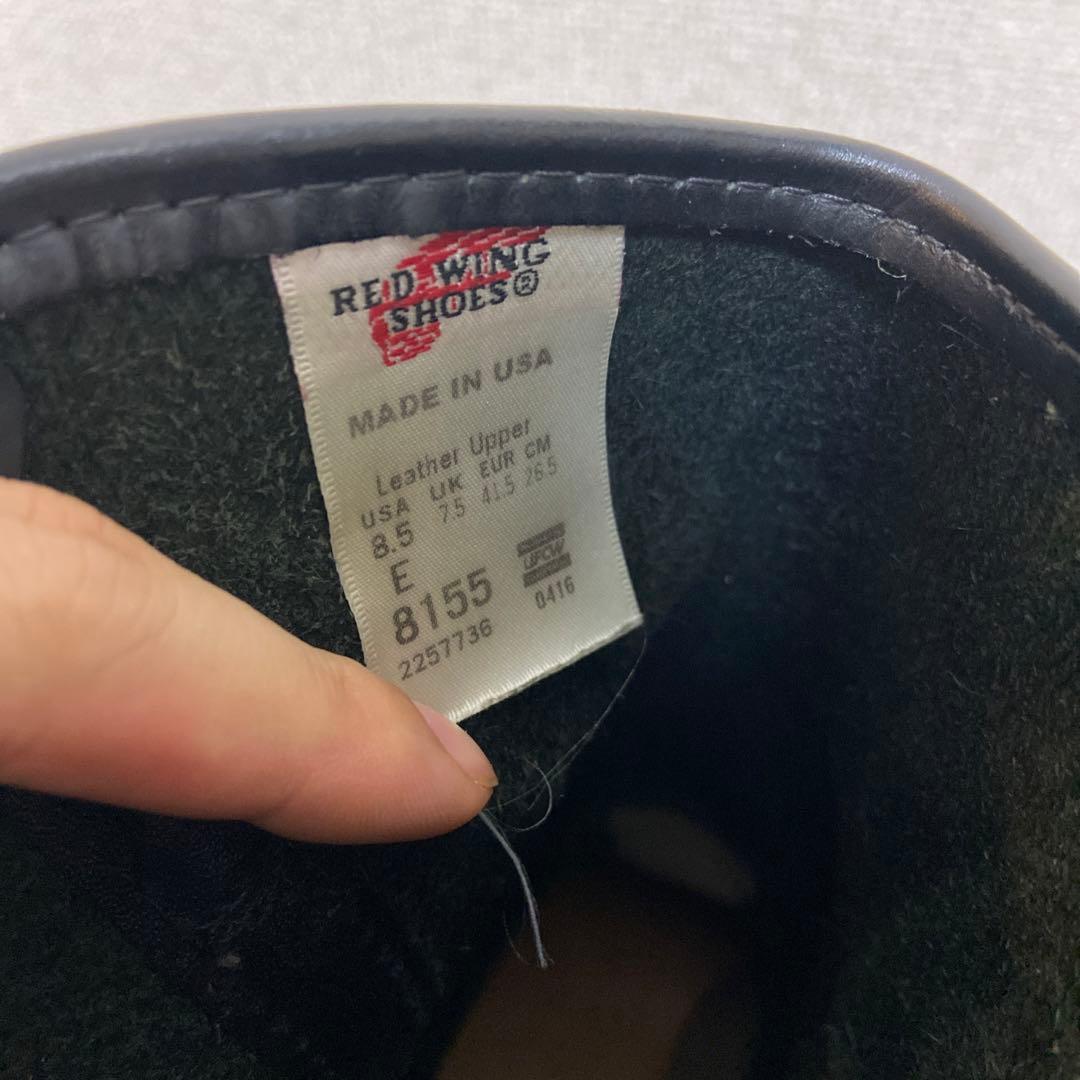 RED WING
SHOES®
MADE IN USA
Leather Upper
USA UK EUR CM
8.5 7.5 41.5 26.5
E
8155
UFCW
2257736 0416